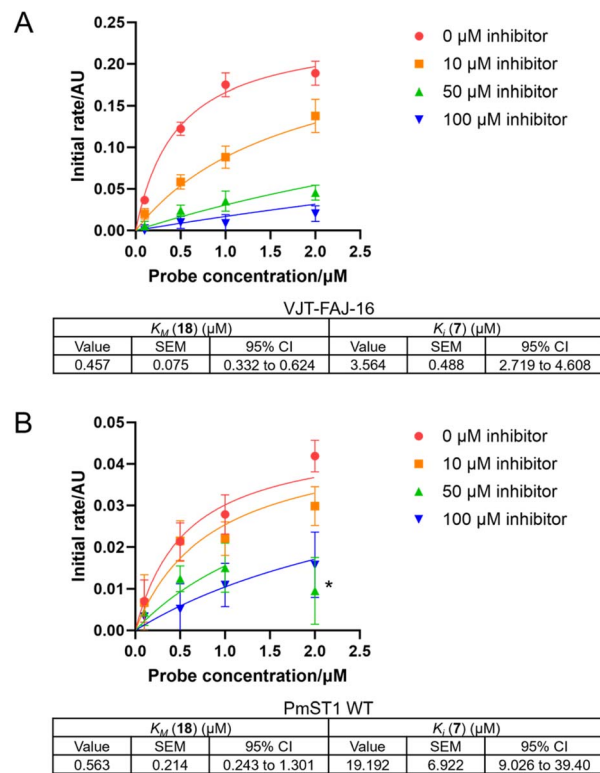 A
0.25
0.20
0.15
0.10
0.05
0.00
Initial rate/AU
0.0 0.5 1.0 1.5 2.0 2.5
Probe concentration/µM
0 µM inhibitor
10 µM inhibitor
50 µM inhibitor
100 µM inhibitor
VJT-FAJ-16
K_M (18) (µM) K_i (7) (µM)
Value SEM 95% CI Value SEM 95% CI
0.457 0.075 0.332 to 0.624 3.564 0.488 2.719 to 4.608
B
0.05
0.04
0.03
0.02
0.01
0.00
Initial rate/AU
*
0.0 0.5 1.0 1.5 2.0 2.5
Probe concentration/µM
0 µM inhibitor
10 µM inhibitor
50 µM inhibitor
100 µM inhibitor
PmST1 WT
K_M (18) (µM) K_i (7) (µM)
Value SEM 95% CI Value SEM 95% CI
0.563 0.214 0.243 to 1.301 19.192 6.922 9.026 to 39.40